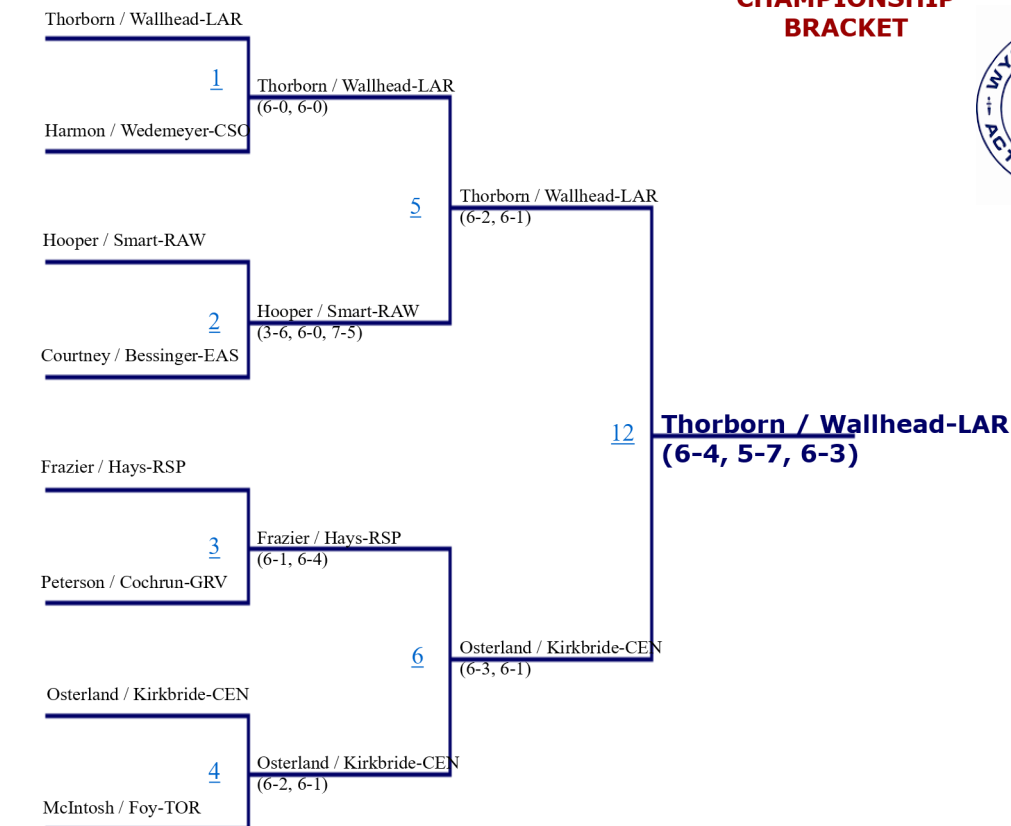 CHAMPIONSHIP
BRACKET
Thorborn / Wallhead-LAR
1
Thorborn / Wallhead-LAR
(6-0, 6-0)
Harmon / Wedemeyer-CSO
5
Thorborn / Wallhead-LAR
(6-2, 6-1)
Hooper / Smart-RAW
2
Hooper / Smart-RAW
(3-6, 6-0, 7-5)
Courtney / Bessinger-EAS
12
Thorborn / Wallhead-LAR
(6-4, 5-7, 6-3)
Frazier / Hays-RSP
3
Frazier / Hays-RSP
(6-1, 6-4)
Peterson / Cochrun-GRV
6
Osterland / Kirkbride-CEN
(6-3, 6-1)
Osterland / Kirkbride-CEN
4
Osterland / Kirkbride-CEN
(6-2, 6-1)
McIntosh / Foy-TOR